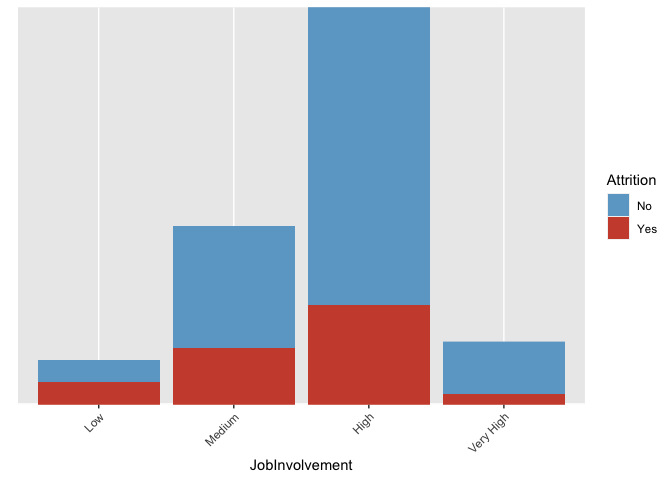 Attrition
No
Yes
Low
Medium
High
Very High
JobInvolvement